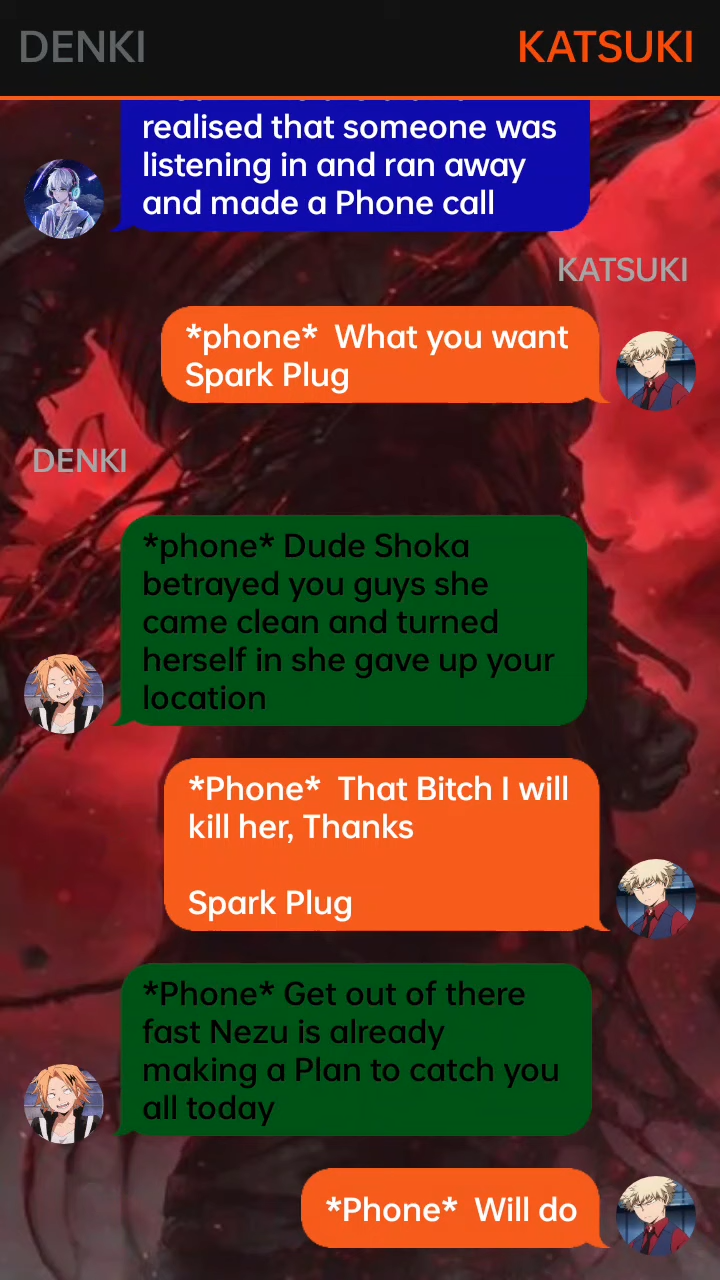 DENKI
KATSUKI
realised that someone was
listening in and ran away
and made a Phone call
KATSUKI
*phone*  What you want
Spark Plug
DENKI
*phone* Dude Shoka
betrayed you guys she
came clean and turned
herself in she gave up your
location
*Phone*  That Bitch I will
kill her, Thanks
Spark Plug
*Phone* Get out of there
fast Nezu is already
making a Plan to catch you
all today
*Phone*  Will do